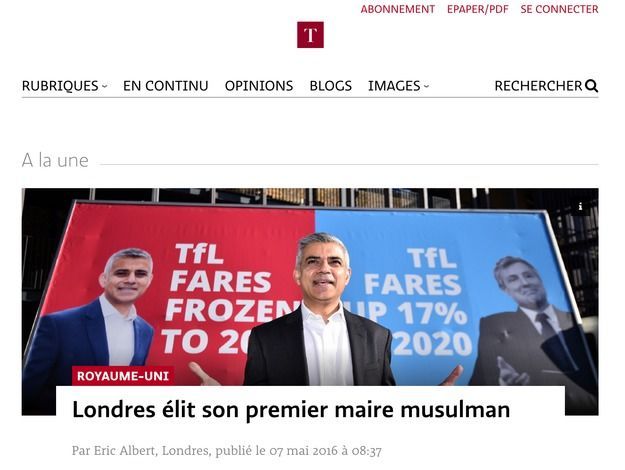 ABONNEMENT EPAPER/PDF SE CONNECTER
T
RUBRIQUES EN CONTINU OPINIONS BLOGS IMAGES RECHERCHER
A la une
TfL TfL
FARES FARES
FROZEN UP 17%
TO 2020
ROYAUME-UNI
Londres élit son premier maire musulman
Par Eric Albert, Londres, publié le 07 mai 2016 à 08:37